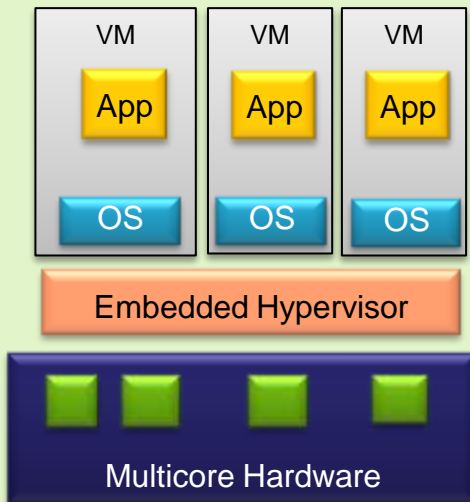 VM VM VM
App App App
OS OS OS
Embedded Hypervisor
Multicore Hardware